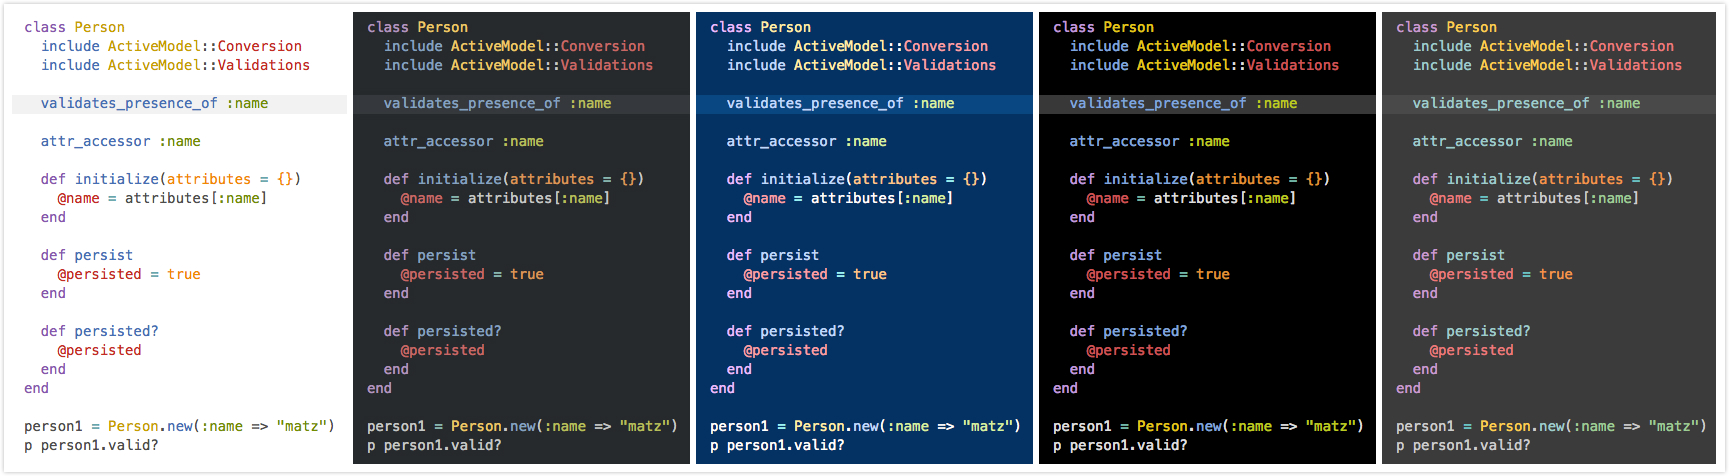 class Person
  include ActiveModel::Conversion
  include ActiveModel::Validations

  validates_presence_of :name

  attr_accessor :name

  def initialize(attributes = {})
    @name = attributes[:name]
  end

  def persist
    @persisted = true
  end

  def persisted?
    @persisted
  end
end

person1 = Person.new(:name => "matz")
p person1.valid?

class Person
  include ActiveModel::Conversion
  include ActiveModel::Validations

  validates_presence_of :name

  attr_accessor :name

  def initialize(attributes = {})
    @name = attributes[:name]
  end

  def persist
    @persisted = true
  end

  def persisted?
    @persisted
  end
end

person1 = Person.new(:name => "matz")
p person1.valid?

class Person
  include ActiveModel::Conversion
  include ActiveModel::Validations

  validates_presence_of :name

  attr_accessor :name

  def initialize(attributes = {})
    @name = attributes[:name]
  end

  def persist
    @persisted = true
  end

  def persisted?
    @persisted
  end
end

person1 = Person.new(:name => "matz")
p person1.valid?

class Person
  include ActiveModel::Conversion
  include ActiveModel::Validations

  validates_presence_of :name

  attr_accessor :name

  def initialize(attributes = {})
    @name = attributes[:name]
  end

  def persist
    @persisted = true
  end

  def persisted?
    @persisted
  end
end

person1 = Person.new(:name => "matz")
p person1.valid?

class Person
  include ActiveModel::Conversion
  include ActiveModel::Validations

  validates_presence_of :name

  attr_accessor :name

  def initialize(attributes = {})
    @name = attributes[:name]
  end

  def persist
    @persisted = true
  end

  def persisted?
    @persisted
  end
end

person1 = Person.new(:name => "matz")
p person1.valid?